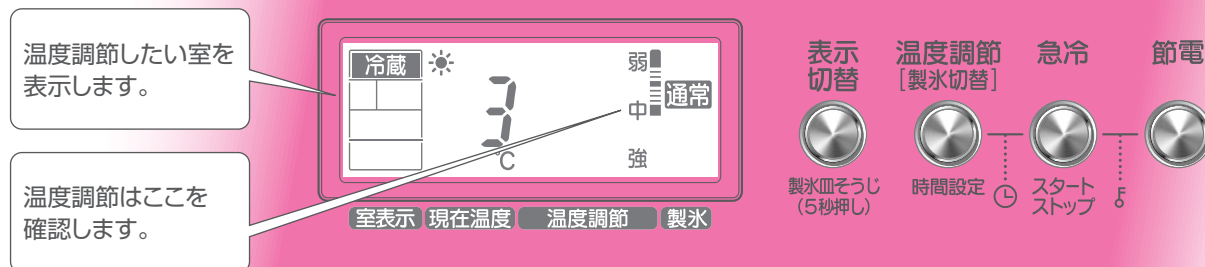 温度調節したい室を
表示します。
温度調節はここを
確認します。
冷蔵
3
℃
弱
中
強
通常
室表示 現在温度 温度調節 製氷
表示
切替
温度調節
[製氷切替]
急冷
節電
製氷皿そうじ
(5秒押し)
時間設定
スタート
ストップ